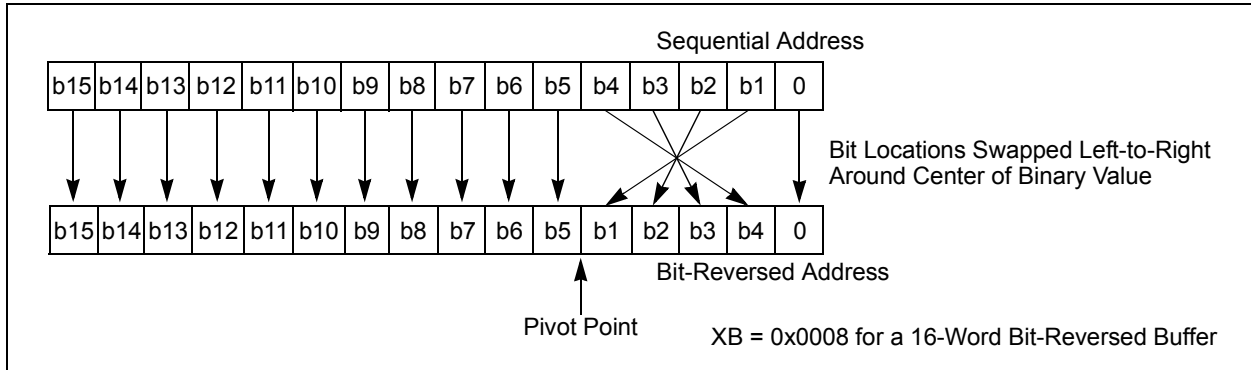 Sequential Address
b15 b14 b13 b12 b11 b10 b9 b8 b7 b6 b5 b4 b3 b2 b1 0
Bit Locations Swapped Left-to-Right
Around Center of Binary Value
b15 b14 b13 b12 b11 b10 b9 b8 b7 b6 b5 b1 b2 b3 b4 0
Bit-Reversed Address
Pivot Point
XB = 0x0008 for a 16-Word Bit-Reversed Buffer